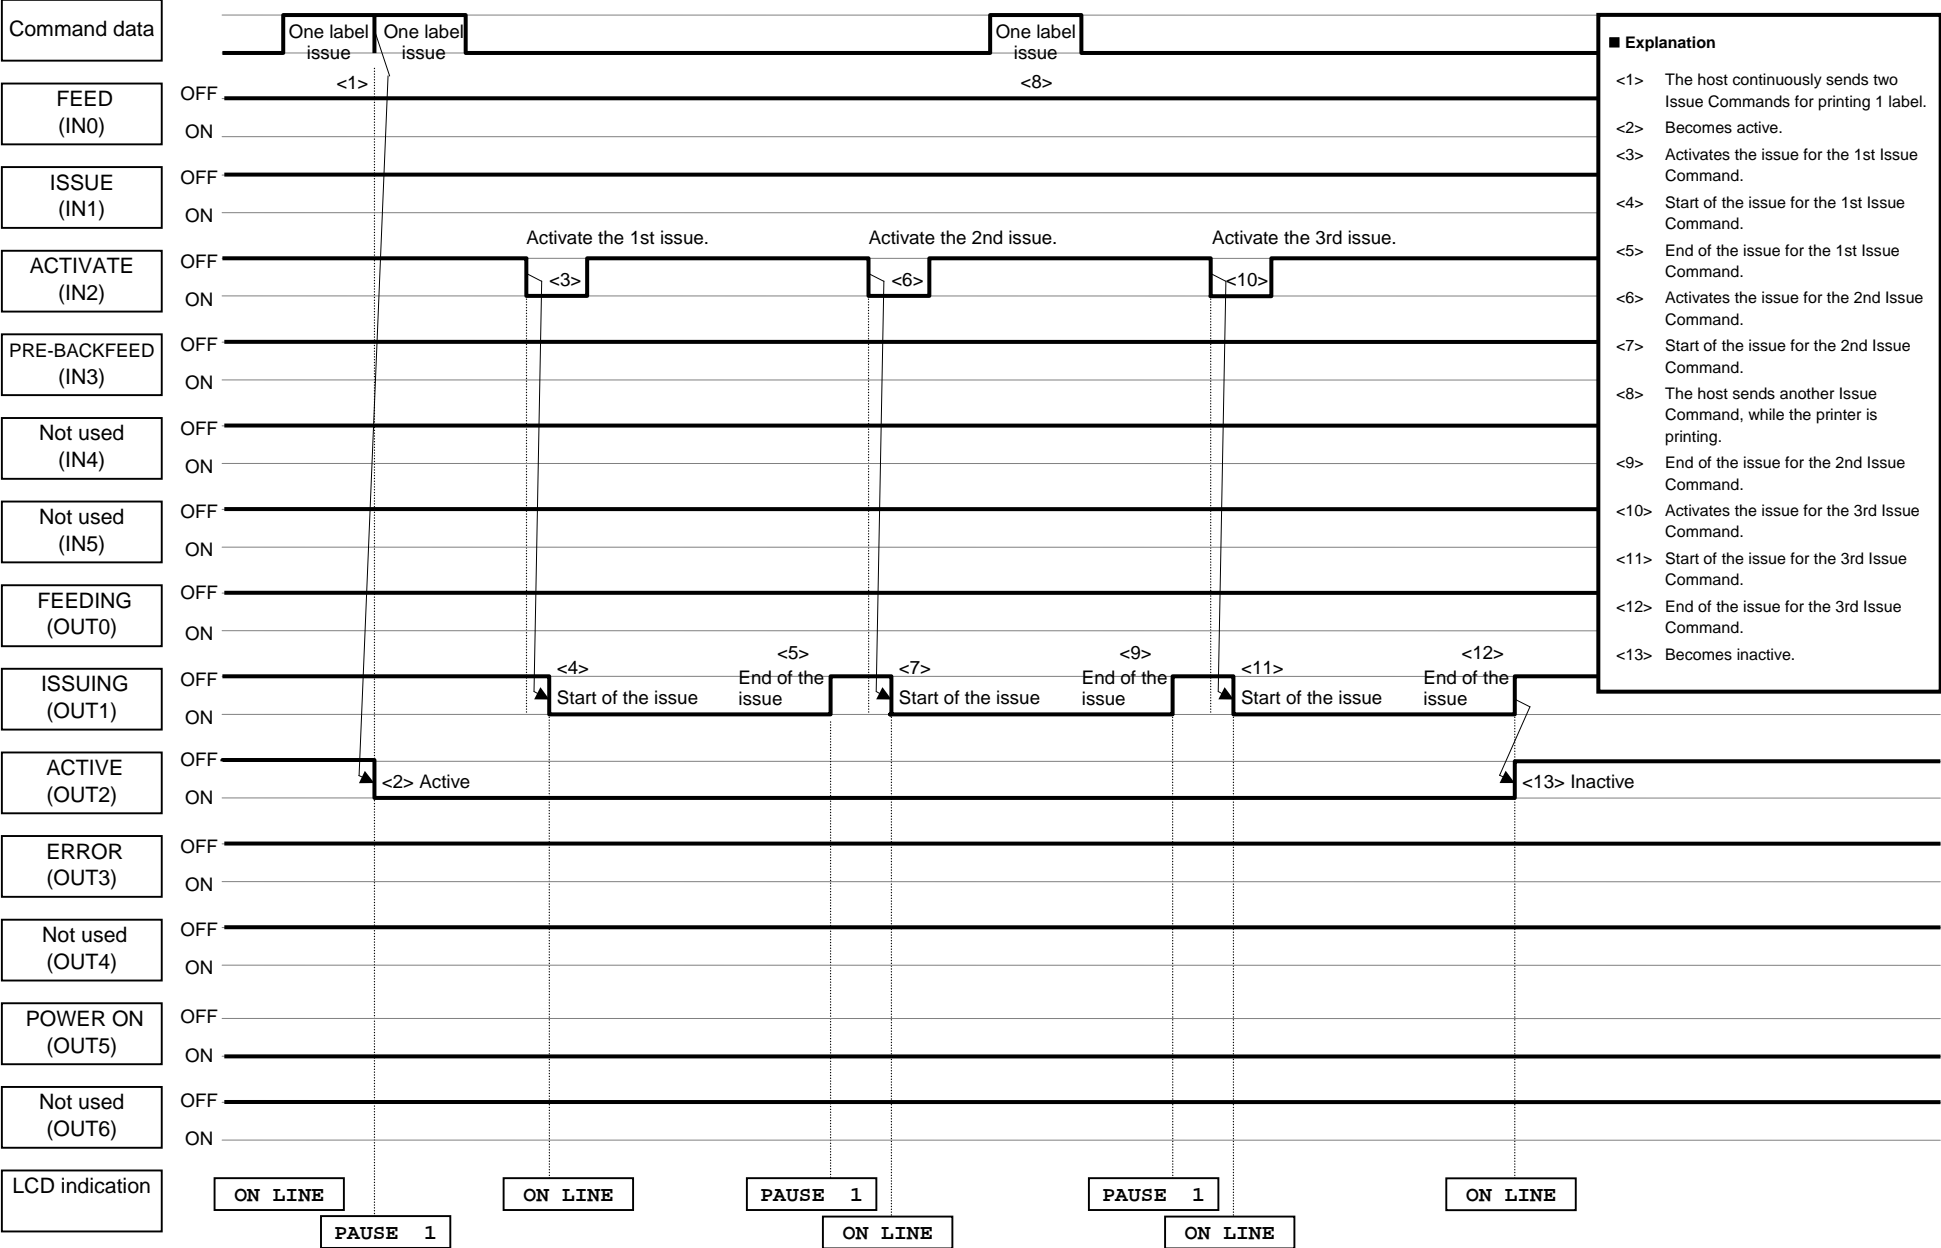 Command data
One label One label One label
issue issue issue
<1> <8>
FEED
(IN0)
OFF
ON
ISSUE
(IN1)
OFF
ON
Activate the 1st issue. Activate the 2nd issue. Activate the 3rd issue.
ACTIVATE
(IN2)
OFF
ON
<3> <6> <10>
PRE-BACKFEED
(IN3)
OFF
ON
Not used
(IN4)
OFF
ON
Not used
(IN5)
OFF
ON
FEEDING
(OUT0)
OFF
ON
ISSUING
(OUT1)
OFF
ON
<4>
Start of the issue
<5>
End of the
issue
<7>
Start of the issue
<9>
End of the
issue
<11>
Start of the issue
<12>
End of the
issue
ACTIVE
(OUT2)
OFF
ON
<2> Active
<13> Inactive
ERROR
(OUT3)
OFF
ON
Not used
(OUT4)
OFF
ON
POWER ON
(OUT5)
OFF
ON
Not used
(OUT6)
OFF
ON
LCD indication
ON LINE ON LINE PAUSE 1 PAUSE 1 ON LINE
PAUSE 1 ON LINE ON LINE
■ Explanation
<1> The host continuously sends two
Issue Commands for printing 1 label.
<2> Becomes active.
<3> Activates the issue for the 1st Issue
Command.
<4> Start of the issue for the 1st Issue
Command.
<5> End of the issue for the 1st Issue
Command.
<6> Activates the issue for the 2nd Issue
Command.
<7> Start of the issue for the 2nd Issue
Command.
<8> The host sends another Issue
Command, while the printer is
printing.
<9> End of the issue for the 2nd Issue
Command.
<10> Activates the issue for the 3rd Issue
Command.
<11> Start of the issue for the 3rd Issue
Command.
<12> End of the issue for the 3rd Issue
Command.
<13> Becomes inactive.